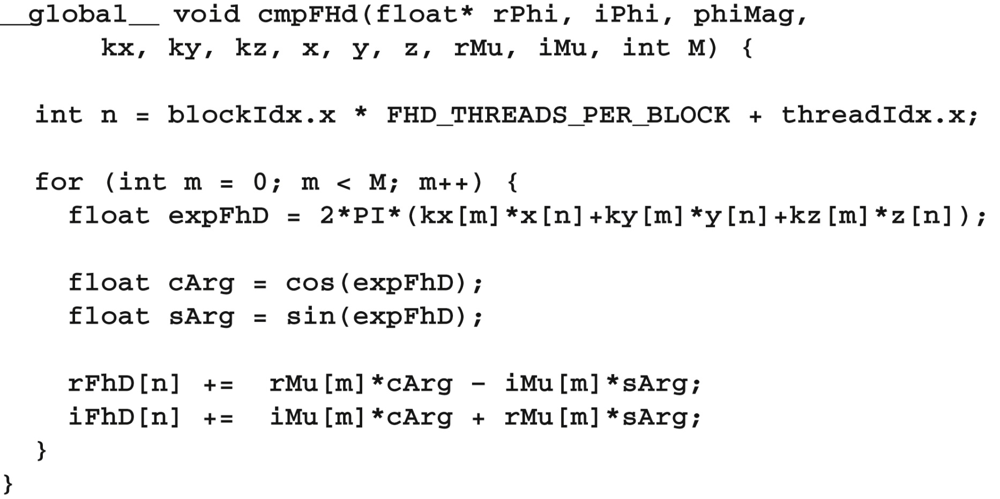 __global__ void cmpFHd(float* rPhi, iPhi, phiMag,
kx, ky, kz, x, y, z, rMu, iMu, int M) {
int n = blockIdx.x * FHD_THREADS_PER_BLOCK + threadIdx.x;
for (int m = 0; m < M; m++) {
float expFhD = 2*PI*(kx[m]*x[n]+ky[m]*y[n]+kz[m]*z[n]);
float cArg = cos(expFhD);
float sArg = sin(expFhD);
rFhD[n] += rMu[m]*cArg – iMu[m]*sArg;
iFhD[n] += iMu[m]*cArg + rMu[m]*sArg;
}
}